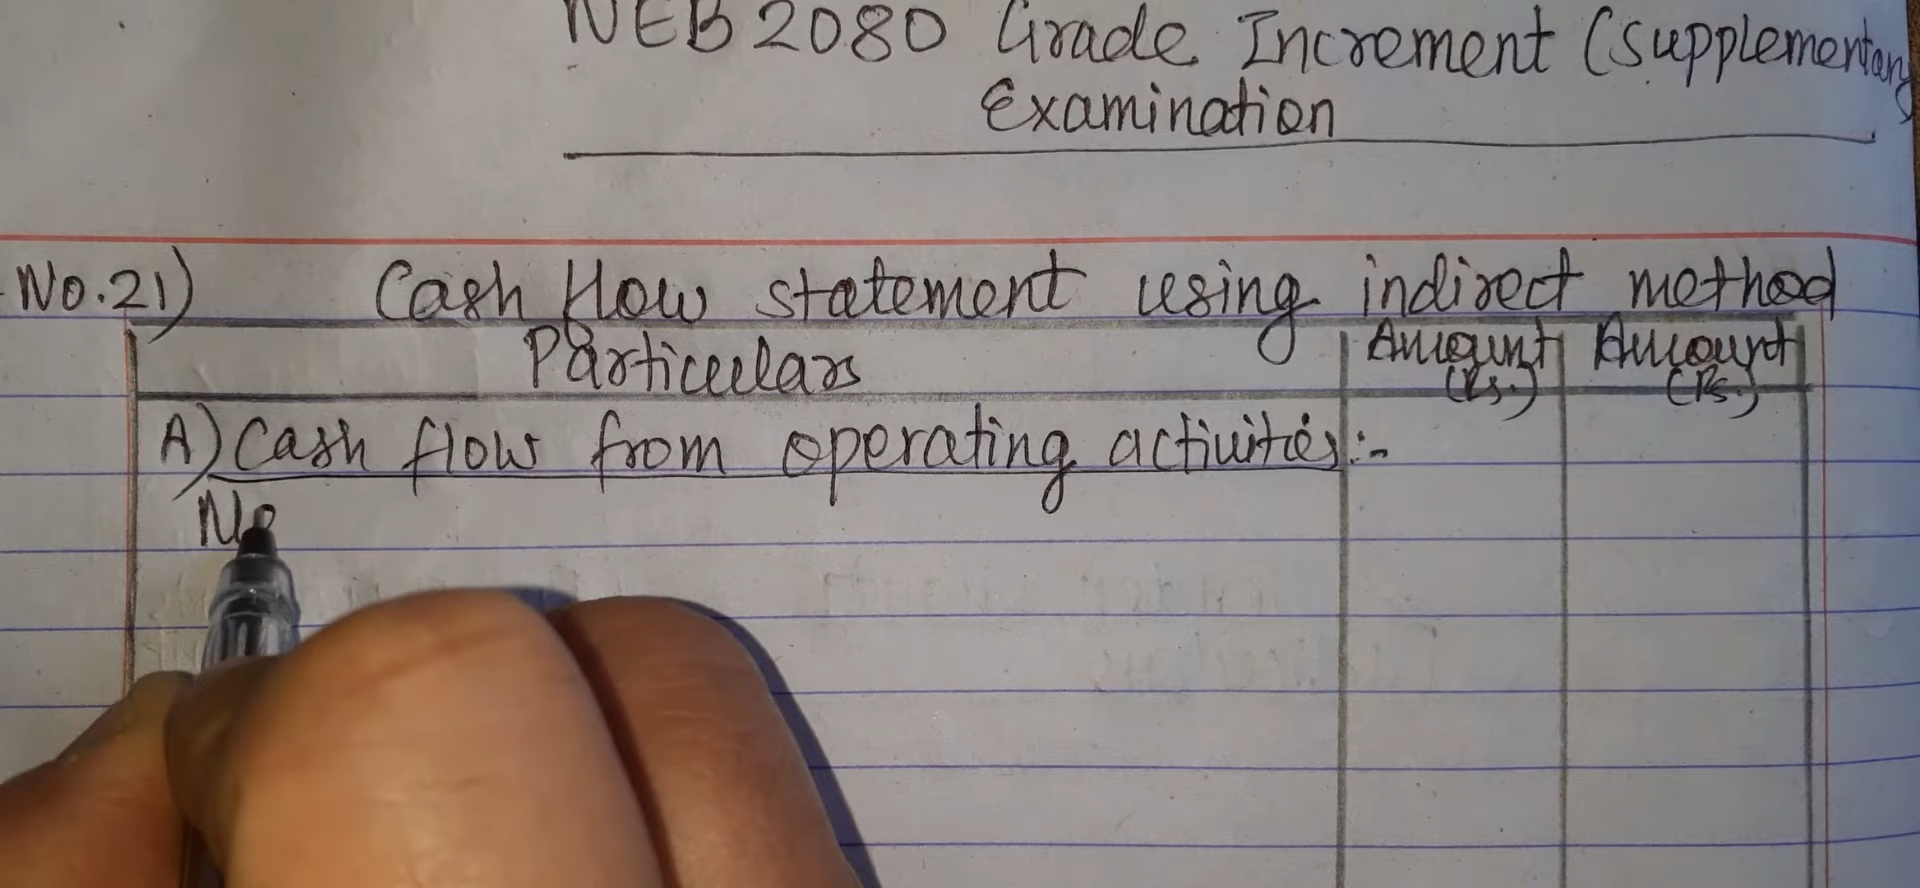 NEB 2080 Grade Increment (Supplementary
Examination
No.21) Cash flow statement using indirect method
Particulars Amount (Rs.) Amount (Rs.)
A) Cash flow from operating activities:-
Ne